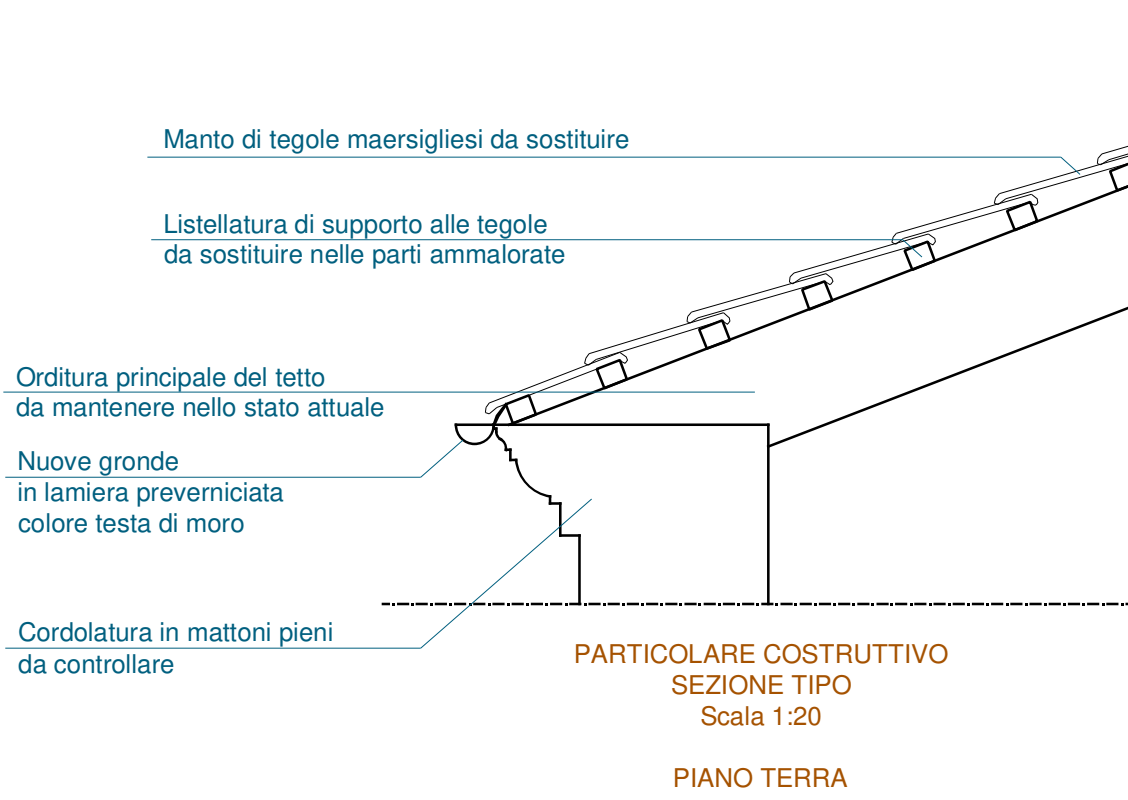 Manto di tegole maersigliesi da sostituire
Listellatura di supporto alle tegole
da sostituire nelle parti ammalorate
Orditura principale del tetto
da mantenere nello stato attuale
Nuove gronde
in lamiera preverniciata
colore testa di moro
Cordolatura in mattoni pieni
da controllare
PARTICOLARE COSTRUTTIVO
SEZIONE TIPO
Scala 1:20
PIANO TERRA